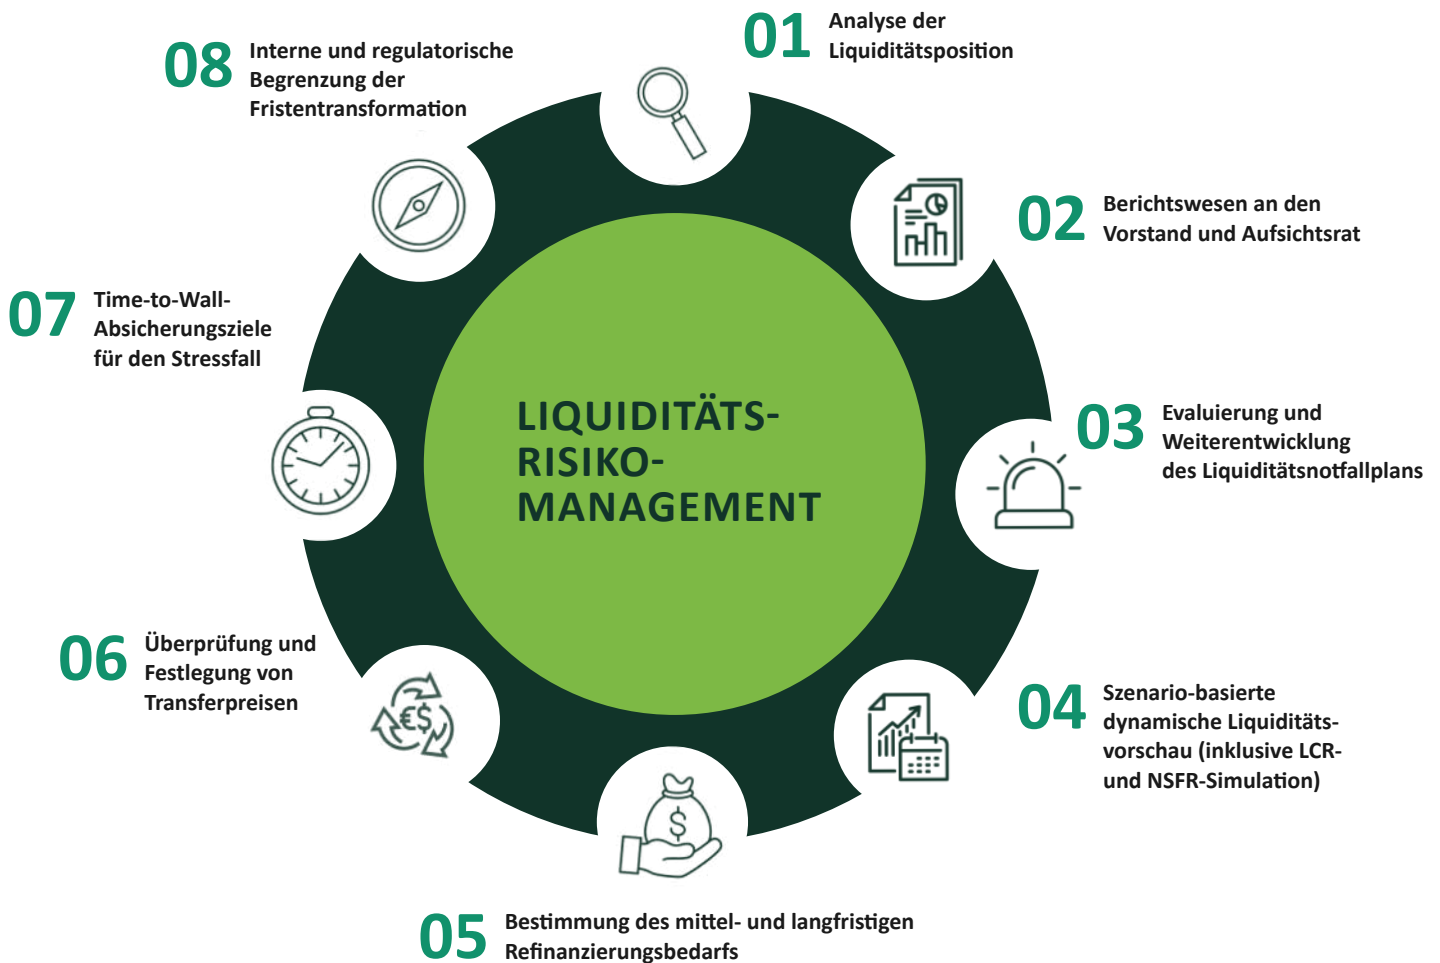 01
Analyse der
Liquiditätsposition
02
Berichtswesen an den
Vorstand und Aufsichtsrat
03
Evaluierung und
Weiterentwicklung
des Liquiditätsnotfallplans
04
Szenario-basierte
dynamische Liquiditäts-
vorschau (inklusive LCR-
und NSFR-Simulation)
05
Bestimmung des mittel- und langfristigen
Refinanzierungsbedarfs
06
Überprüfung und
Festlegung von
Transferpreisen
07
Time-to-Wall-
Absicherungsziele
für den Stressfall
08
Interne und regulatorische
Begrenzung der
Fristentransformation
LIQUIDITÄTS-
RISIKO-
MANAGEMENT
€$
$